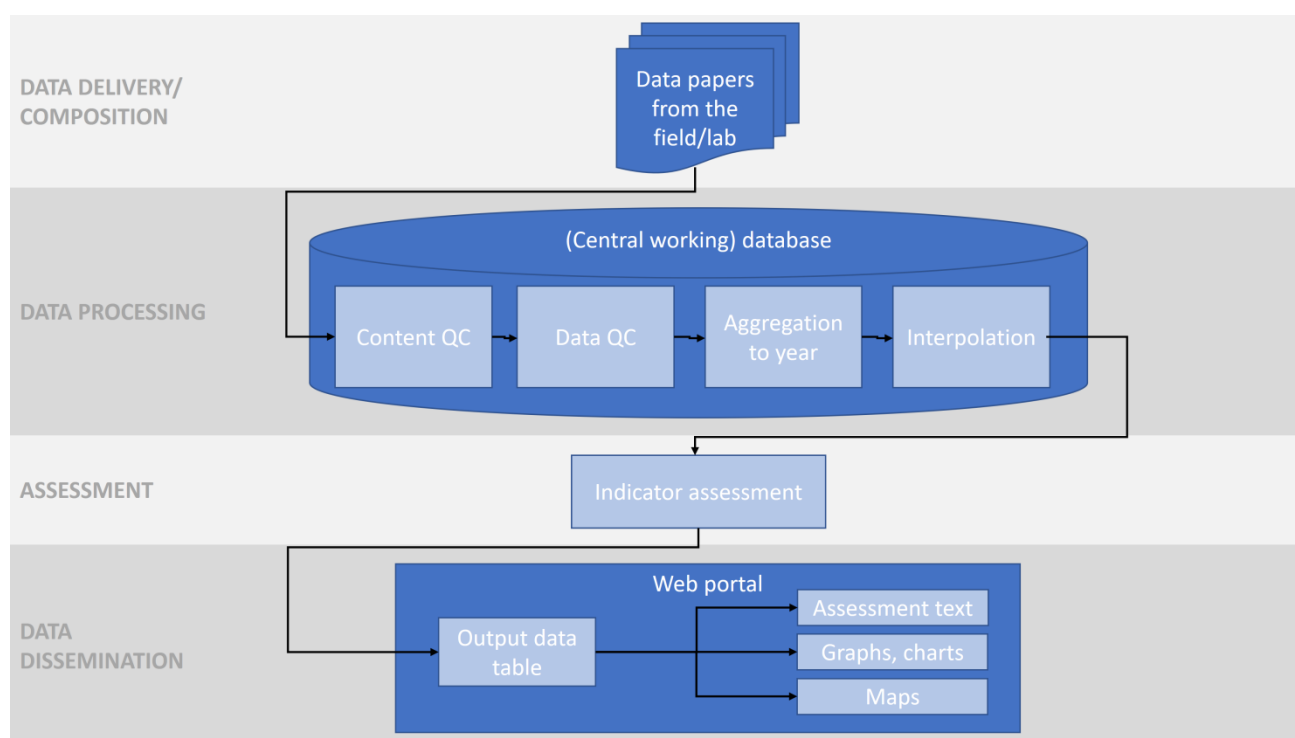 DATA DELIVERY/
COMPOSITION
Data papers
from the
field/lab
DATA PROCESSING
(Central working) database
Content QC
Data QC
Aggregation
to year
Interpolation
ASSESSMENT
Indicator assessment
DATA
DISSEMINATION
Web portal
Output data
table
Assessment text
Graphs, charts
Maps